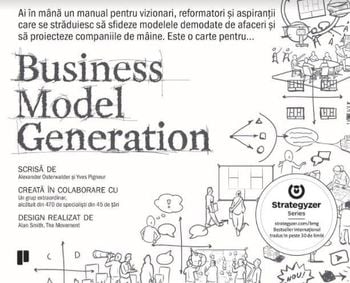 Ai în mână un manual pentru vizionari, reformatori și aspiranții
care se străduiesc să sfideze modelele demodate de afaceri și
să proiecteze companiile de mâine. Este o carte pentru...
Business
Model
Generation
SCRISĂ DE
Alexander Osterwalder și Yves Pigneur
CREATĂ ÎN COLABORARE CU
Un grup extraordinar,
alcătuit din 470 de specialiști din 45 de țări
DESIGN REALIZAT DE
Alan Smith, The Movement
Strategyzer
Series
strategyzer.com/bmg
Bestseller internațional
tradus în peste 30 de limbi
NOU!